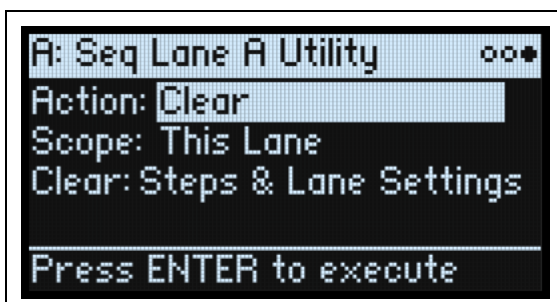 A: Seq Lane A Utility
Action: Clear
Scope: This Lane
Clear: Steps & Lane Settings
Press ENTER to execute